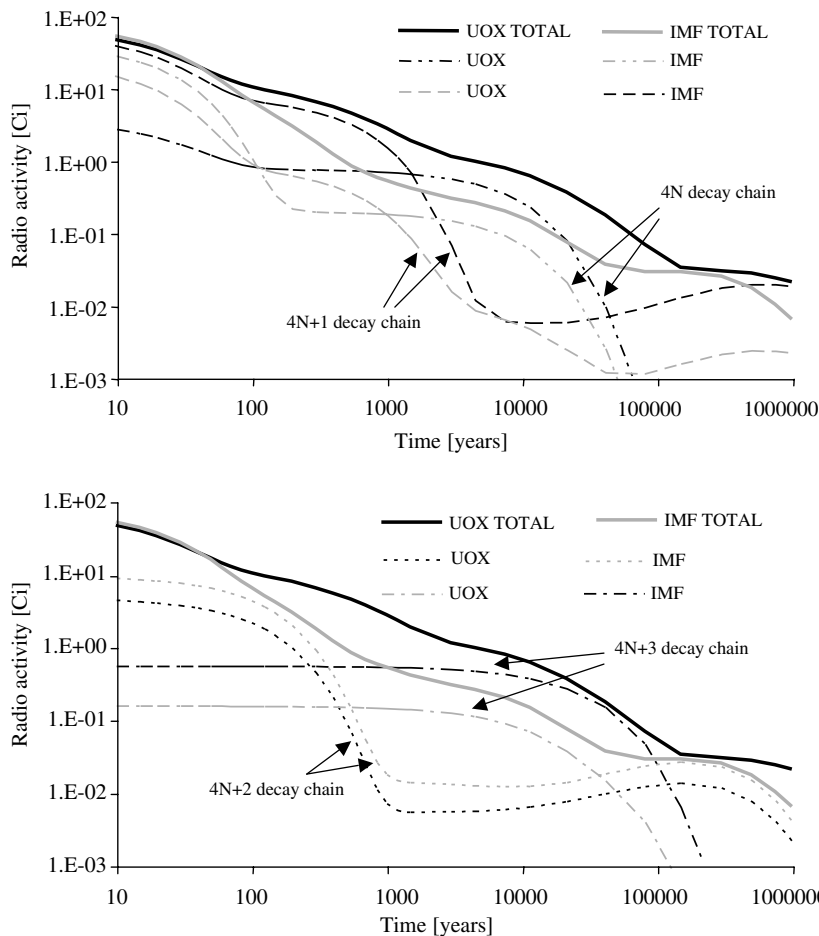 1.E+02
1.E+01
1.E+00
1.E-01
1.E-02
1.E-03
Radio activity [Ci]
UOX TOTAL
IMF TOTAL
UOX
IMF
UOX
IMF
4N decay chain
4N+1 decay chain
10
100
1000
10000
100000
1000000
Time [years]
1.E+02
1.E+01
1.E+00
1.E-01
1.E-02
1.E-03
Radio activity [Ci]
UOX TOTAL
IMF TOTAL
UOX
IMF
UOX
IMF
4N+3 decay chain
4N+2 decay chain
10
100
1000
10000
100000
1000000
Time [years]